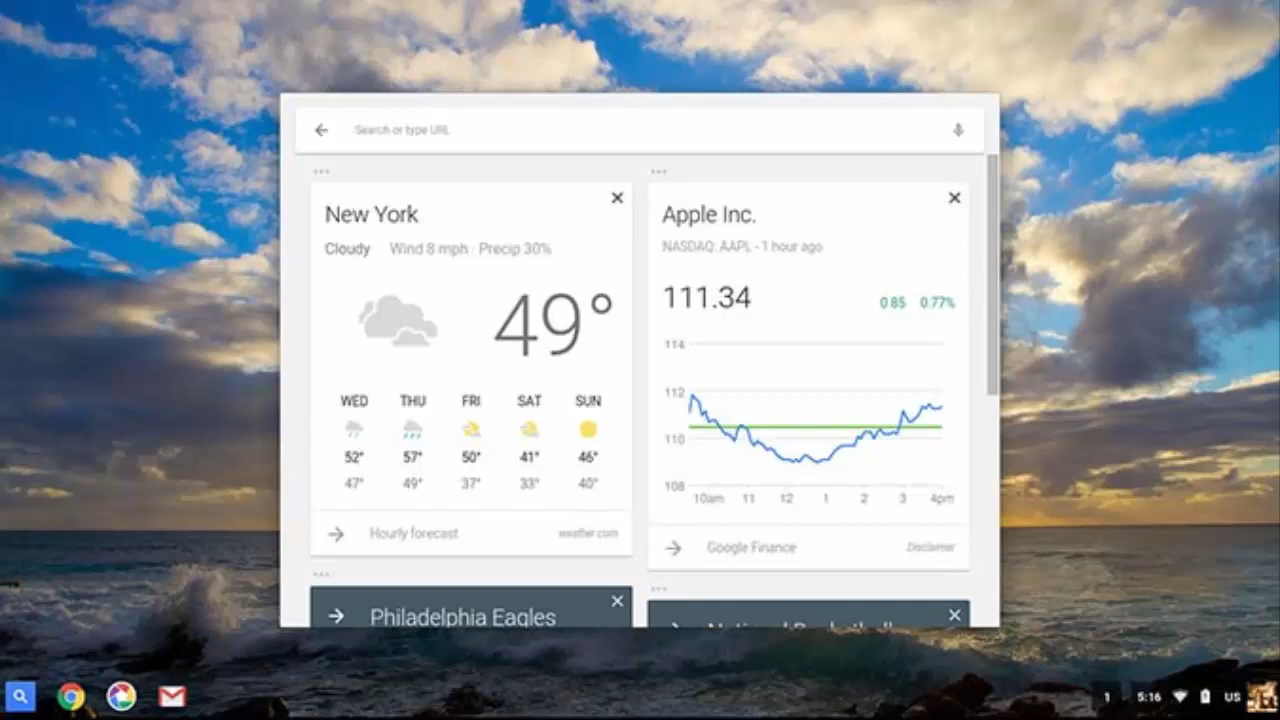 Search or type URL
New York
Cloudy Wind 8 mph · Precip 30%
49°
WED THU FRI SAT SUN
52° 57° 50° 41° 46°
47° 49° 37° 33° 40°
Hourly forecast weather.com
Apple Inc.
NASDAQ: AAPL - 1 hour ago
111.34 0.85 0.77%
114
112
110
108
10am 11 12 1 2 3 4pm
Google Finance Disclaimer
Philadelphia Eagles
1 5:16 US